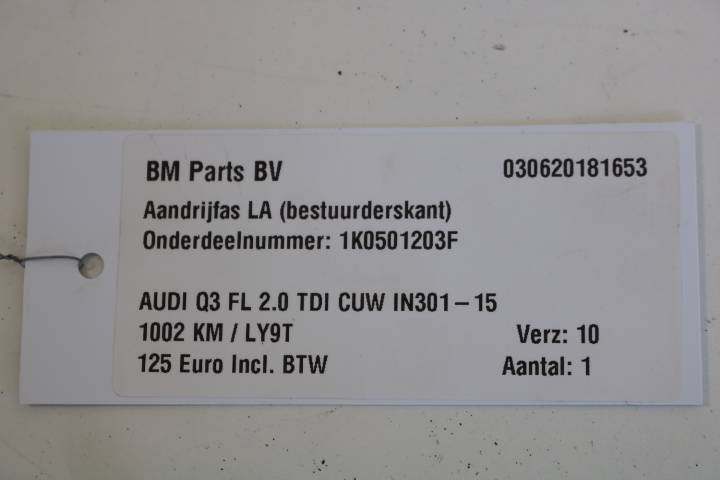 BM Parts BV 030620181653
Aandrijfas LA (bestuurderskant)
Onderdeelnummer: 1K0501203F
AUDI Q3 FL 2.0 TDI CUW IN301 – 15
1002 KM / LY9T Verz: 10
125 Euro Incl. BTW Aantal: 1